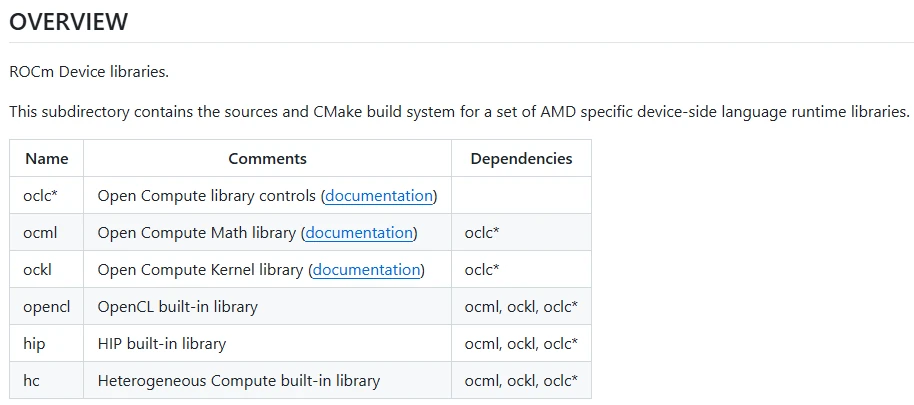 OVERVIEW
ROCm Device libraries.
This subdirectory contains the sources and CMake build system for a set of AMD specific device-side language runtime libraries.
Name Comments Dependencies
oclc* Open Compute library controls (documentation)
ocml Open Compute Math library (documentation) oclc*
ockl Open Compute Kernel library (documentation) oclc*
opencl OpenCL built-in library ocml, ockl, oclc*
hip HIP built-in library ocml, ockl, oclc*
hc Heterogeneous Compute built-in library ocml, ockl, oclc*